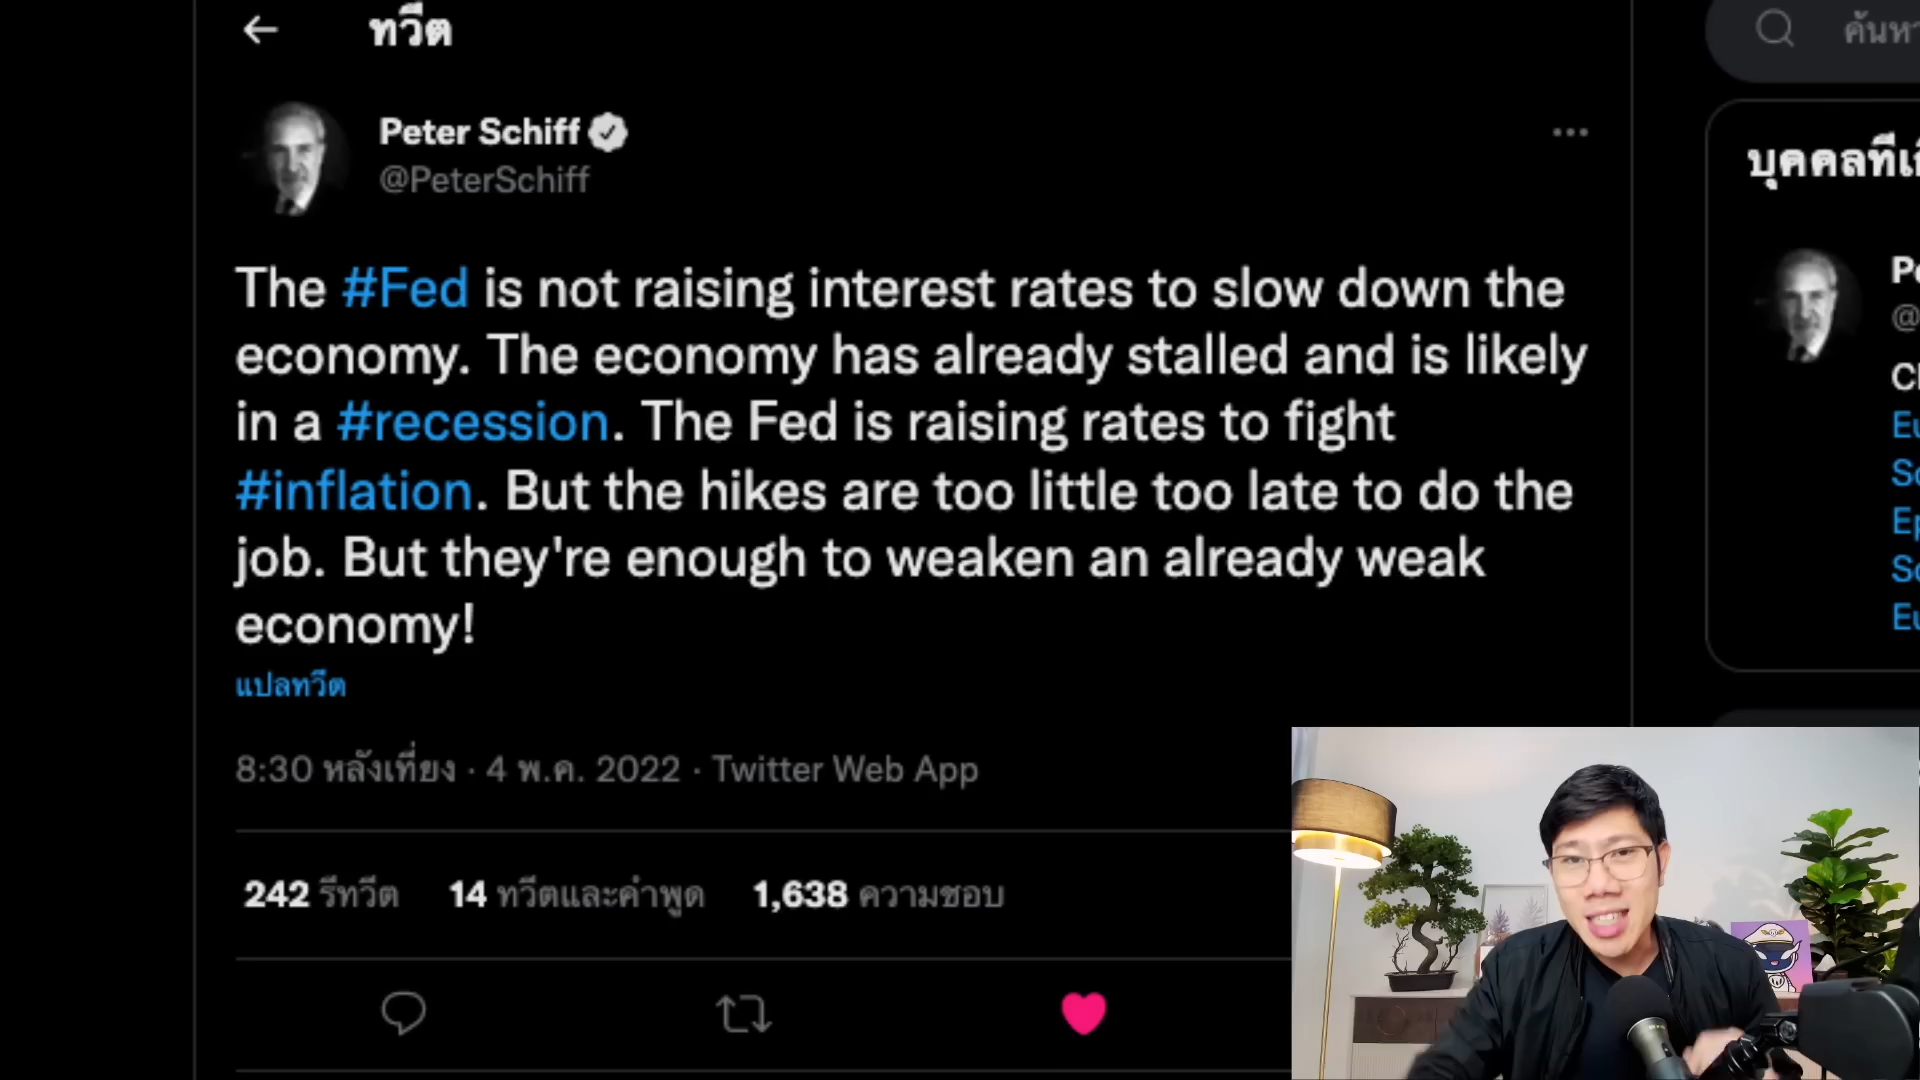 ทวีต
Peter Schiff
@PeterSchiff
The #Fed is not raising interest rates to slow down the
economy. The economy has already stalled and is likely
in a #recession. The Fed is raising rates to fight
#inflation. But the hikes are too little too late to do the
job. But they're enough to weaken an already weak
economy!
แปลทวีต
8:30 หลังเที่ยง · 4 พ.ค. 2022 · Twitter Web App
242 รีทวีต 14 ทวีตและคำพูด 1,638 ความชอบ